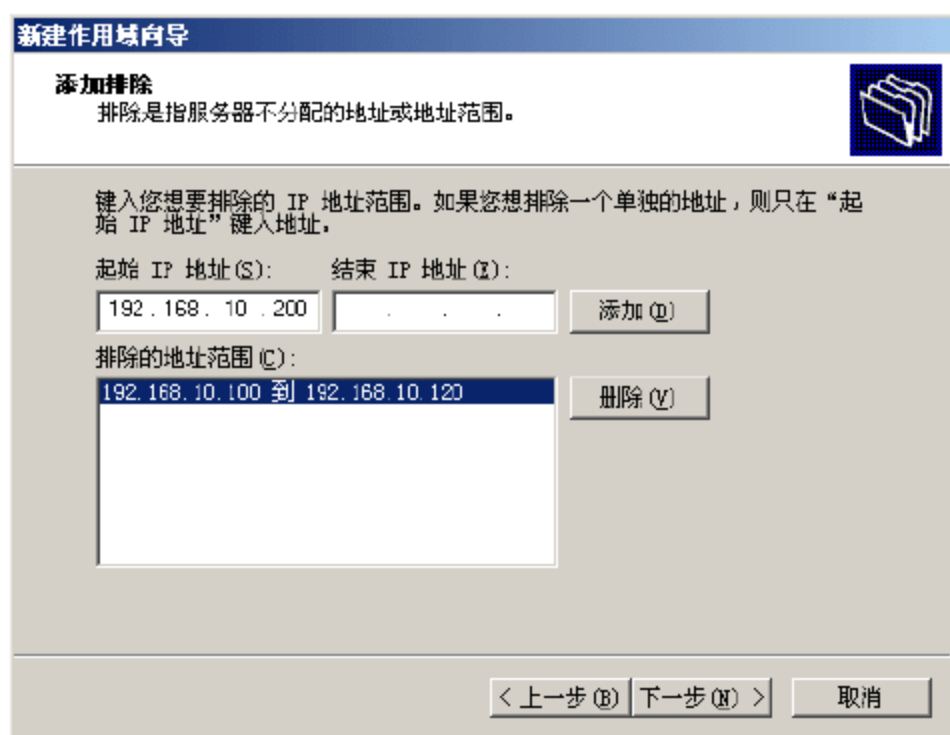 新建作用域向导
添加排除
排除是指服务器不分配的地址或地址范围。
键入您想要排除的 IP 地址范围。如果您想排除一个单独的地址，则只在“起
始 IP 地址”键入地址。
起始 IP 地址(S): 结束 IP 地址(E):
192 . 168 . 10 . 200 . . . 添加(D)
排除的地址范围(C):
192.168.10.100 到 192.168.10.120 删除(V)
< 上一步(B) 下一步(N) > 取消